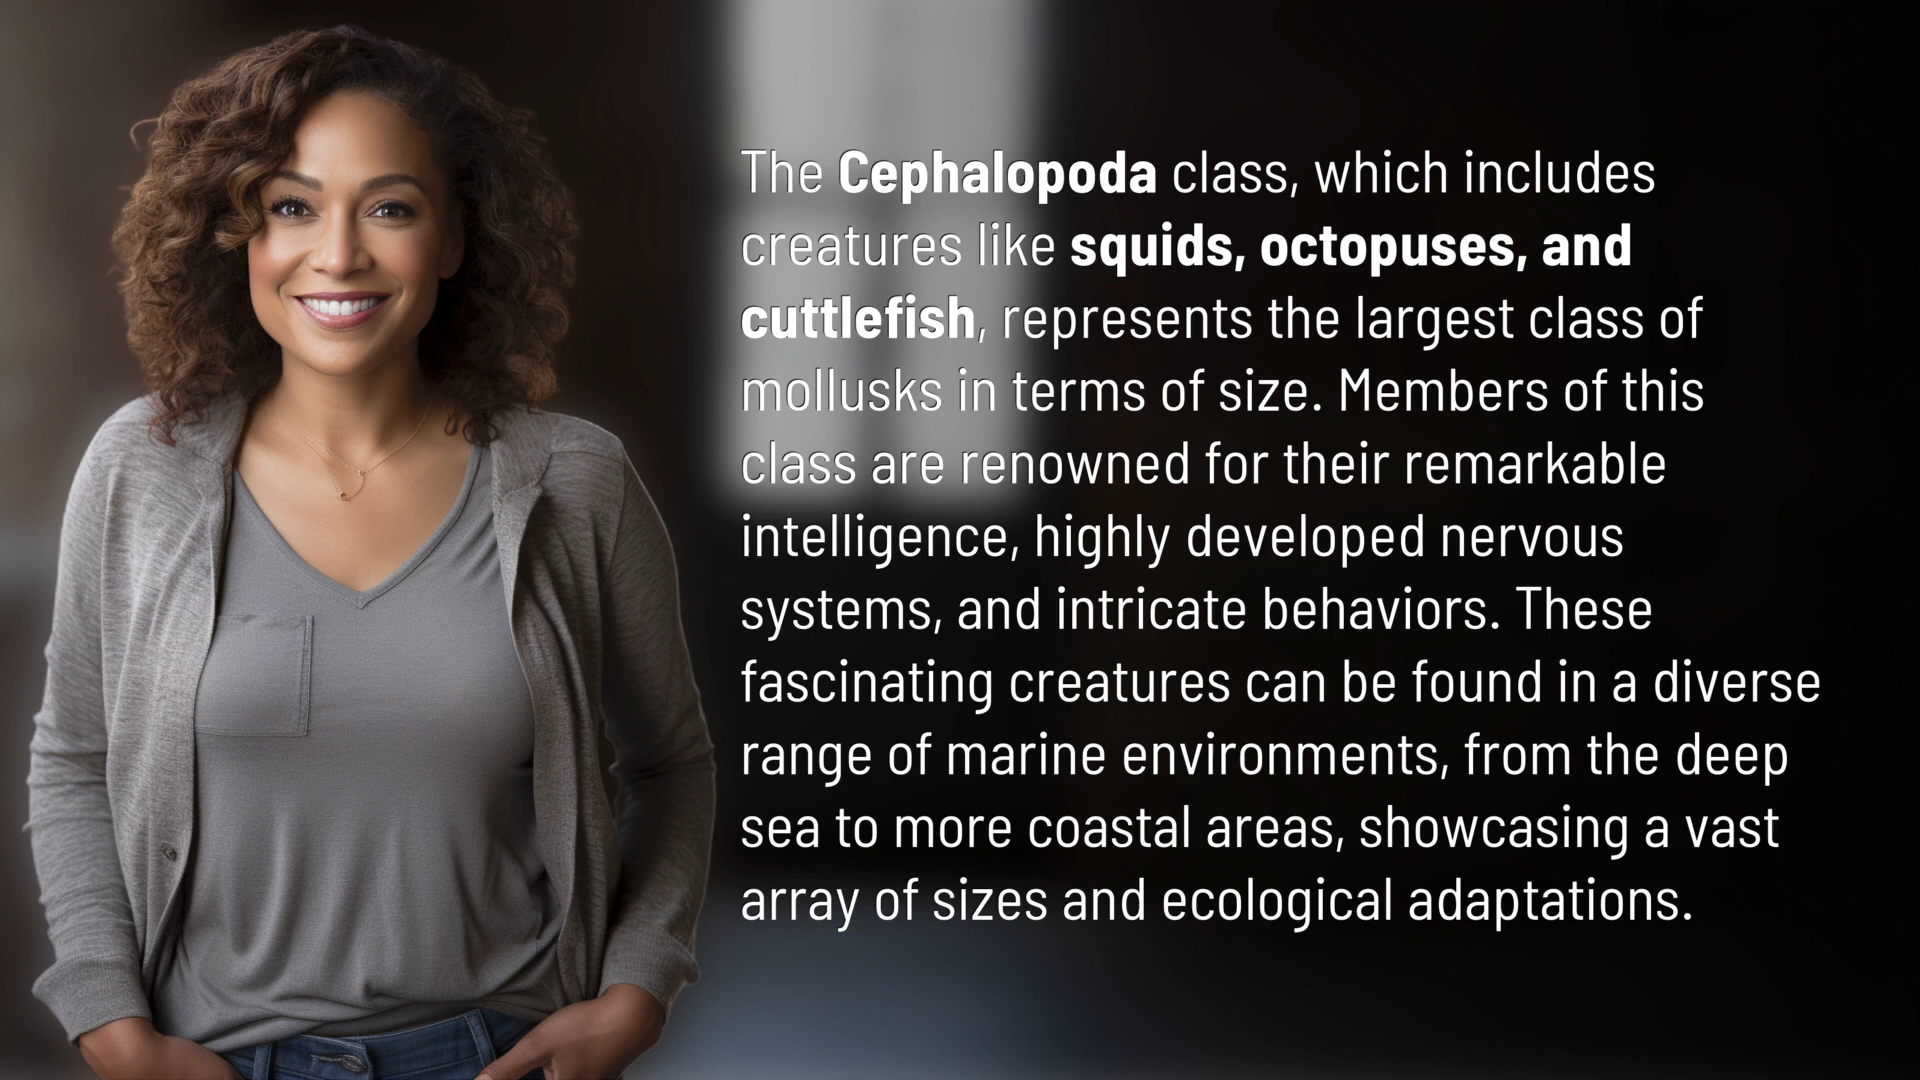 The Cephalopoda class, which includes
creatures like squids, octopuses, and
cuttlefish, represents the largest class of
mollusks in terms of size. Members of this
class are renowned for their remarkable
intelligence, highly developed nervous
systems, and intricate behaviors. These
fascinating creatures can be found in a diverse
range of marine environments, from the deep
sea to more coastal areas, showcasing a vast
array of sizes and ecological adaptations.